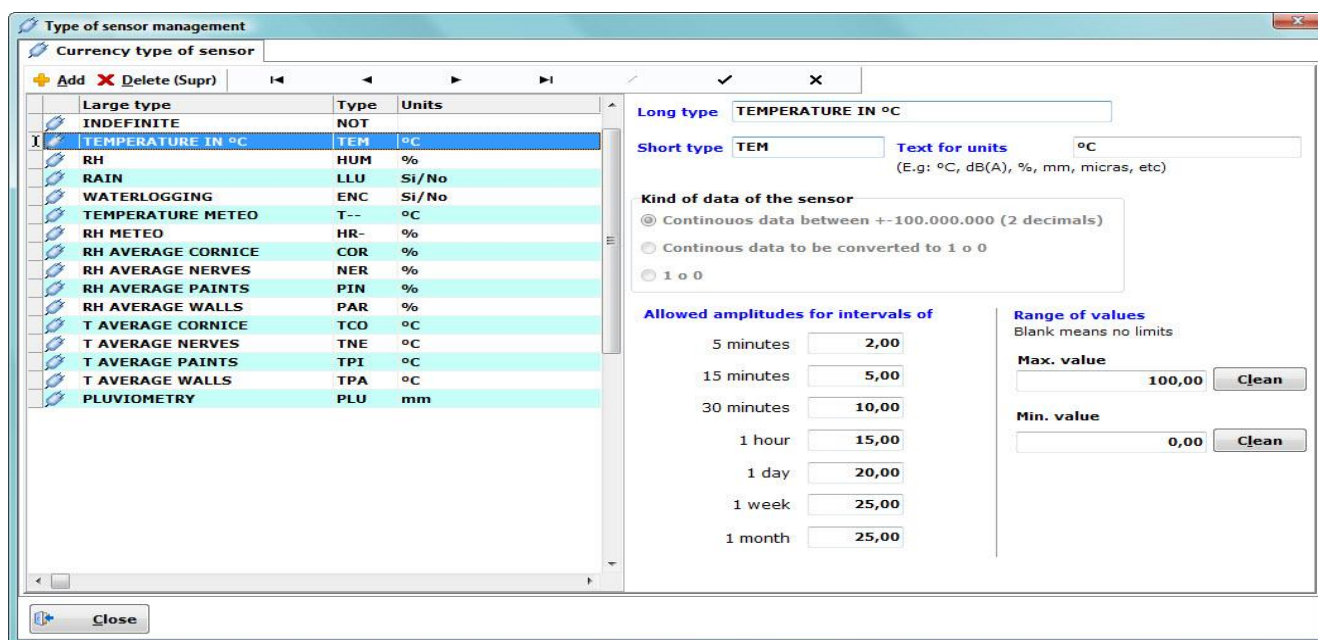 Type of sensor management
Currency type of sensor
Add Delete (Supr)
Large type Type Units
INDEFINITE NOT
TEMPERATURE IN ºC TEM ºC
RH HUM %
RAIN LLU Si/No
WATERLOGGING ENC Si/No
TEMPERATURE METEO T-- ºC
RH METEO HR- %
RH AVERAGE CORNICE COR %
RH AVERAGE NERVES NER %
RH AVERAGE PAINTS PIN %
RH AVERAGE WALLS PAR %
T AVERAGE CORNICE TCO ºC
T AVERAGE NERVES TNE ºC
T AVERAGE PAINTS TPI ºC
T AVERAGE WALLS TPA ºC
PLUVIOMETRY PLU mm
Long type TEMPERATURE IN ºC
Short type TEM Text for units ºC
(E.g: ºC, dB(A), %, mm, micras, etc)
Kind of data of the sensor
Continouos data between +-100.000.000 (2 decimals)
Continous data to be converted to 1 o 0
1 o 0
Allowed amplitudes for intervals of
5 minutes 2,00
15 minutes 5,00
30 minutes 10,00
1 hour 15,00
1 day 20,00
1 week 25,00
1 month 25,00
Range of values
Blank means no limits
Max. value
100,00 Clean
Min. value
0,00 Clean
Close